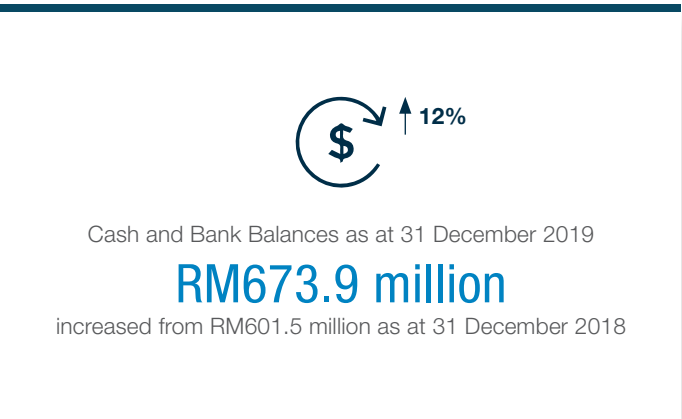 $
12%
Cash and Bank Balances as at 31 December 2019
RM673.9 million
increased from RM601.5 million as at 31 December 2018